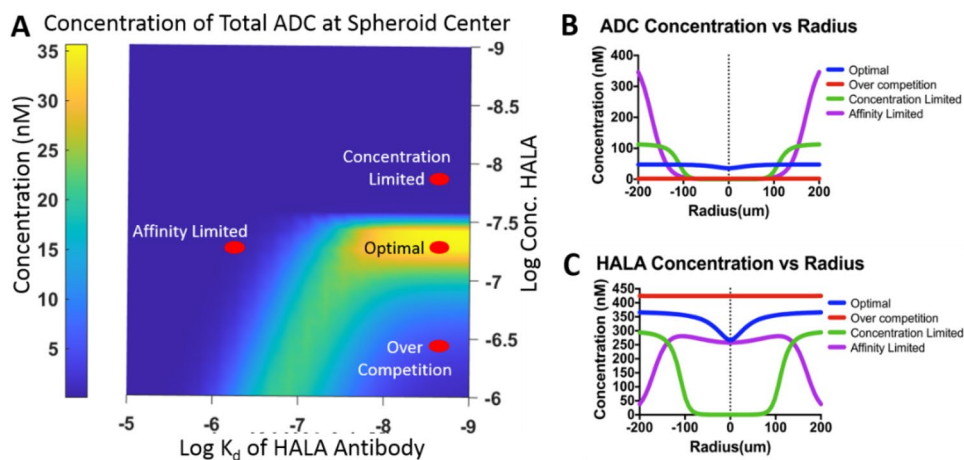 A
Concentration of Total ADC at Spheroid Center
35
30
25
20
15
10
5
Concentration (nM)
Concentration
Limited
Affinity Limited
Optimal
Over
Competition
-9
-8.5
-8
-7.5
-7
-6.5
-6
Log Conc. HALA
-5
-6
-7
-8
-9
Log Kd of HALA Antibody
B
ADC Concentration vs Radius
400
300
200
100
0
Concentration (nM)
-200
-100
0
100
200
Radius(um)
Optimal
Over competition
Concentration Limited
Affinity Limited
C
HALA Concentration vs Radius
450
400
350
300
250
200
150
100
50
0
Concentration (nM)
-200
-100
0
100
200
Radius(um)
Optimal
Over competition
Concentration Limited
Affinity Limited